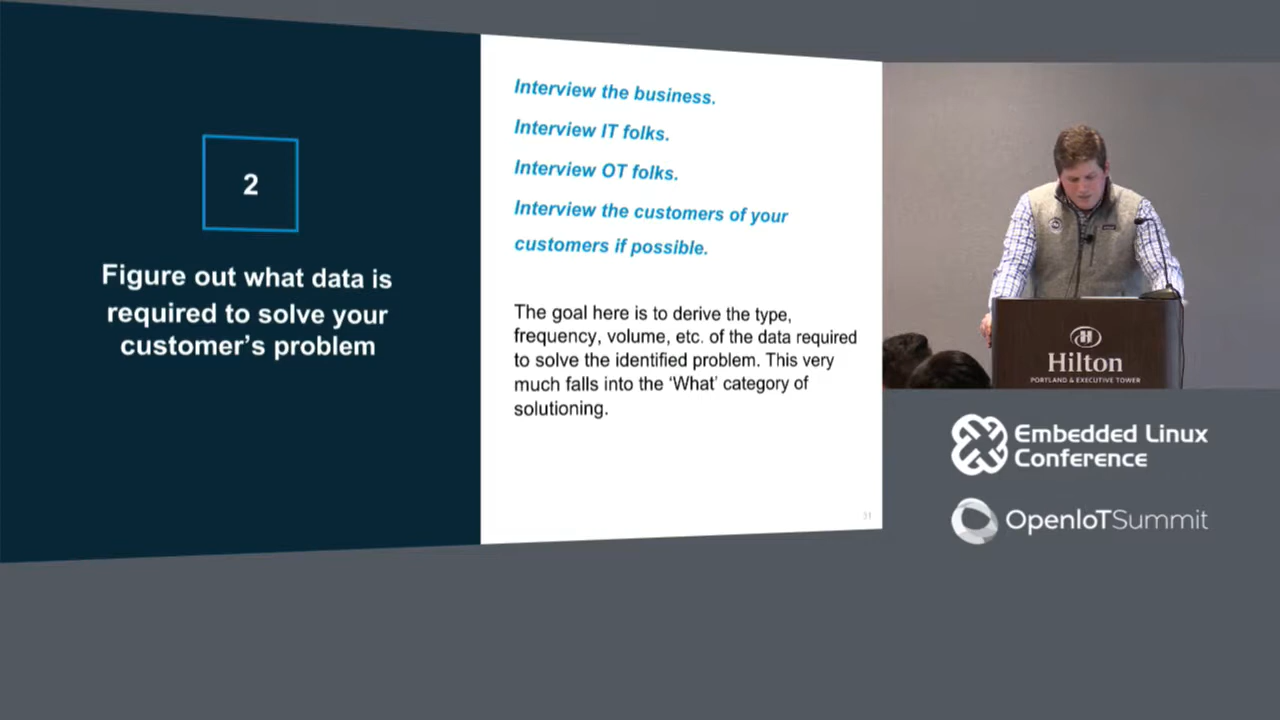 2
Figure out what data is
required to solve your
customer's problem
Interview the business.
Interview IT folks.
Interview OT folks.
Interview the customers of your
customers if possible.
The goal here is to derive the type,
frequency, volume, etc. of the data required
to solve the identified problem. This very
much falls into the 'What' category of
solutioning.
31
Hilton
PORTLAND & EXECUTIVE TOWER
Embedded Linux
Conference
OpenIoTSummit